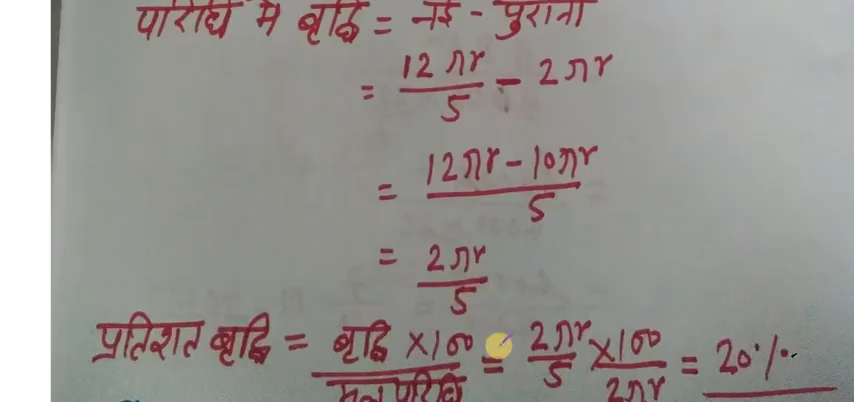 परिधि मे वृद्धि = नई - पुरानी
= 12πr/5 - 2πr
= 12πr - 10πr/5
= 2πr/5
प्रतिशत वृद्धि = वृद्धि × 100/मूल परिधि = 2πr/5 × 100/2πr = 20%